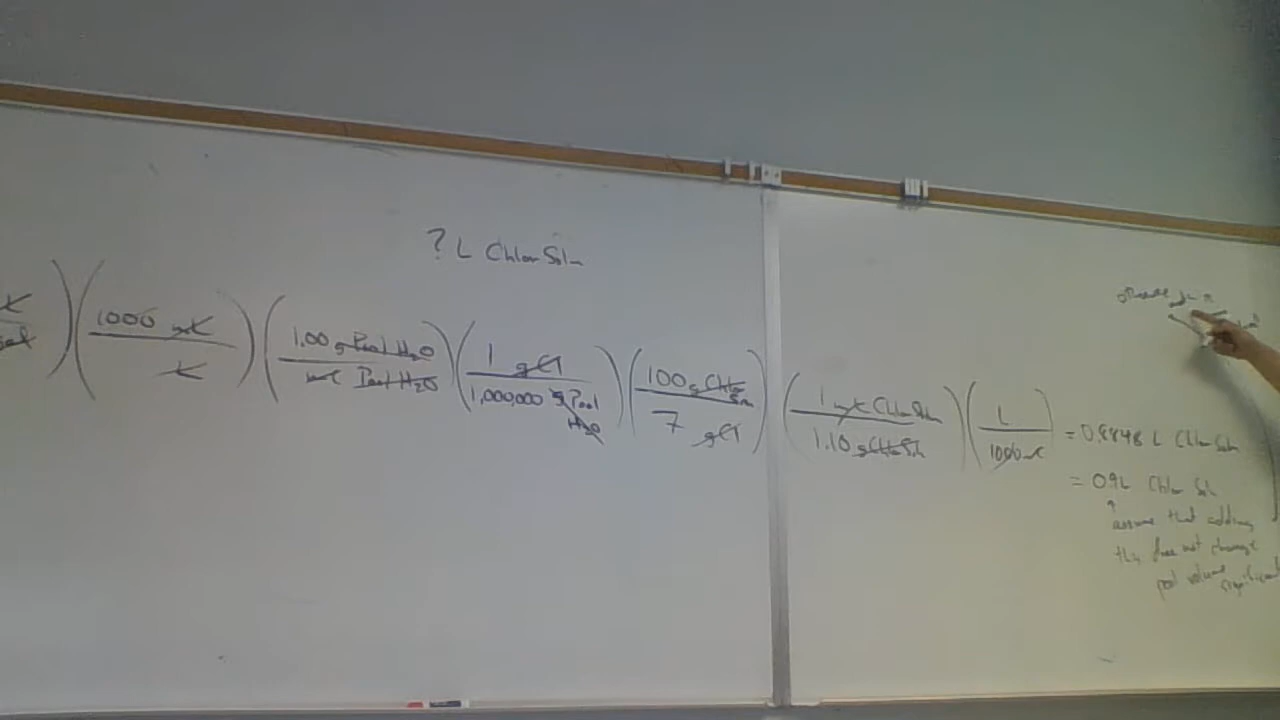 ? L Chlor Soln
)(1000 mL / L)(1.00 g Pool H₂O / mL Pool H₂O)(1 g Cl / 1,000,000 g Pool H₂O)(100 g Chlor Soln / 7 g Cl)(1 mL Chlor Soln / 1.10 g Chlor Soln)(L / 1000 mL) = 0.8848 L Chlor Soln
= 0.9 L Chlor Soln
assume that adding
this does not change
pool volume